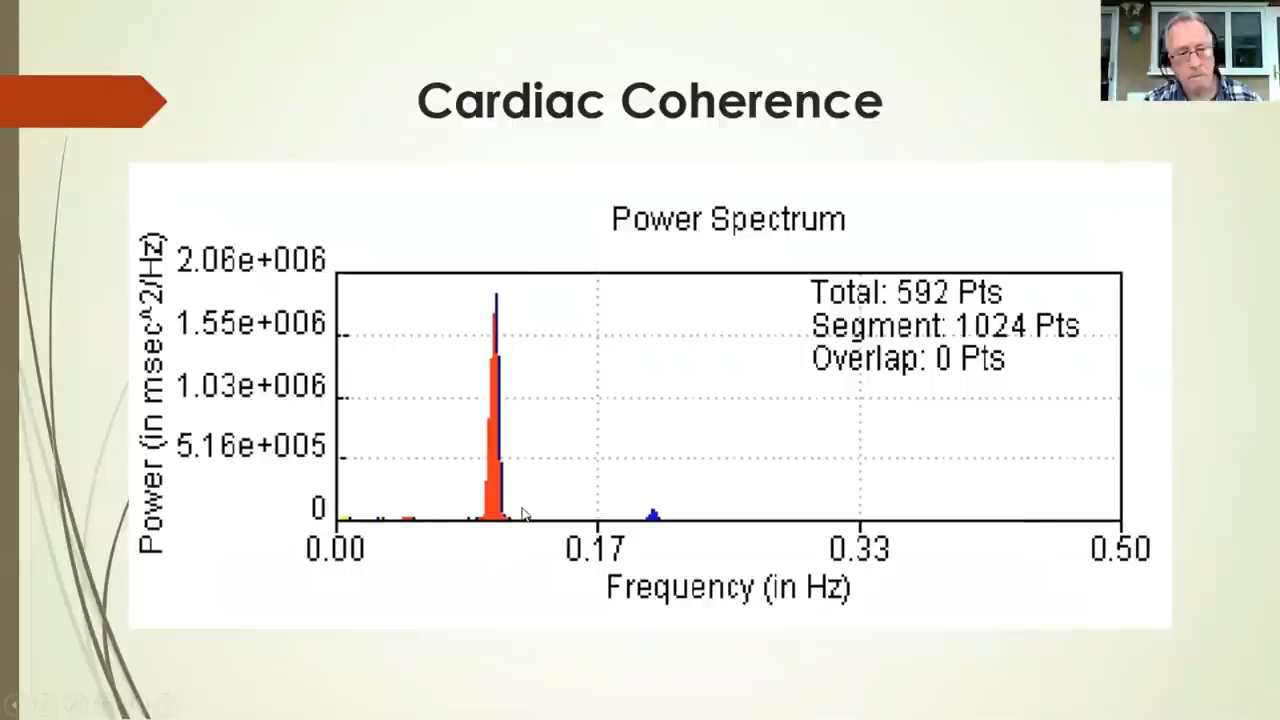 Cardiac Coherence
Power Spectrum
Power (in msec^2/Hz)
2.06e+006
1.55e+006
1.03e+006
5.16e+005
0
Total: 592 Pts
Segment: 1024 Pts
Overlap: 0 Pts
0.00 0.17 0.33 0.50
Frequency (in Hz)